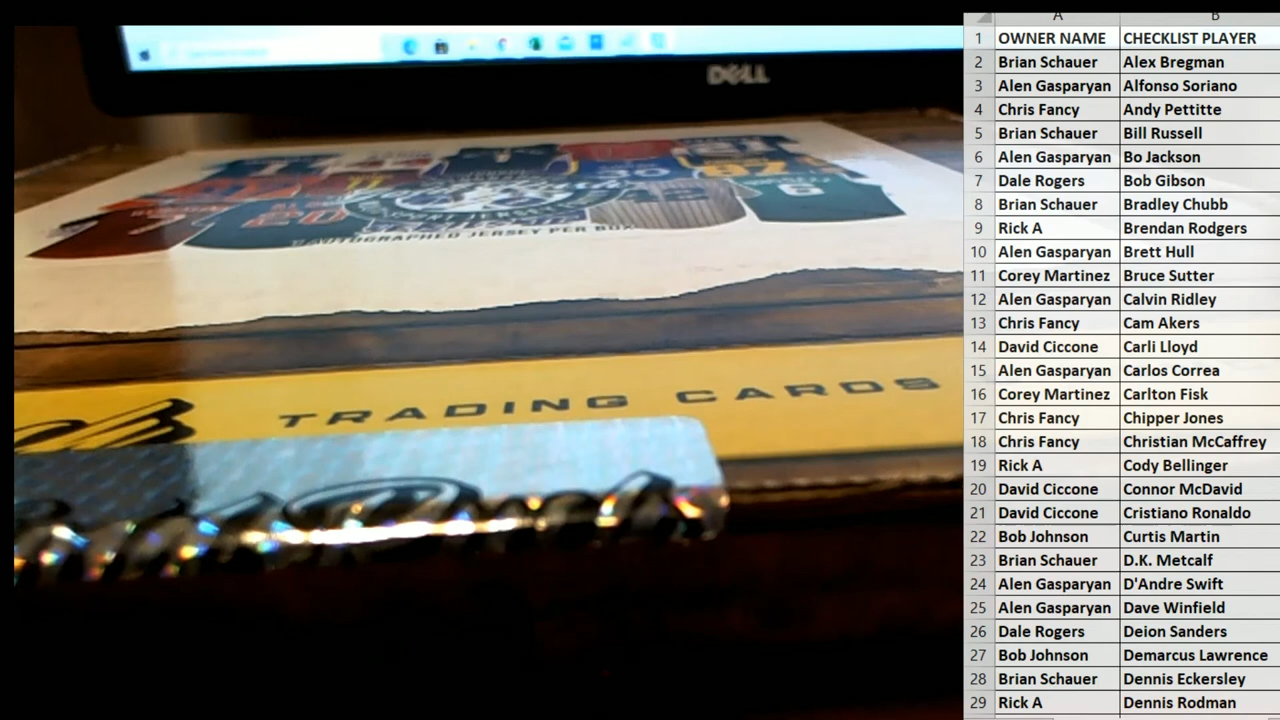 DELL
1 AUTOGRAPHED JERSEY PER BOX
TRADING CARDS
A B
1 OWNER NAME CHECKLIST PLAYER
2 Brian Schauer Alex Bregman
3 Alen Gasparyan Alfonso Soriano
4 Chris Fancy Andy Pettitte
5 Brian Schauer Bill Russell
6 Alen Gasparyan Bo Jackson
7 Dale Rogers Bob Gibson
8 Brian Schauer Bradley Chubb
9 Rick A Brendan Rodgers
10 Alen Gasparyan Brett Hull
11 Corey Martinez Bruce Sutter
12 Alen Gasparyan Calvin Ridley
13 Chris Fancy Cam Akers
14 David Ciccone Carli Lloyd
15 Alen Gasparyan Carlos Correa
16 Corey Martinez Carlton Fisk
17 Chris Fancy Chipper Jones
18 Chris Fancy Christian McCaffrey
19 Rick A Cody Bellinger
20 David Ciccone Connor McDavid
21 David Ciccone Cristiano Ronaldo
22 Bob Johnson Curtis Martin
23 Brian Schauer D.K. Metcalf
24 Alen Gasparyan D'Andre Swift
25 Alen Gasparyan Dave Winfield
26 Dale Rogers Deion Sanders
27 Bob Johnson Demarcus Lawrence
28 Brian Schauer Dennis Eckersley
29 Rick A Dennis Rodman